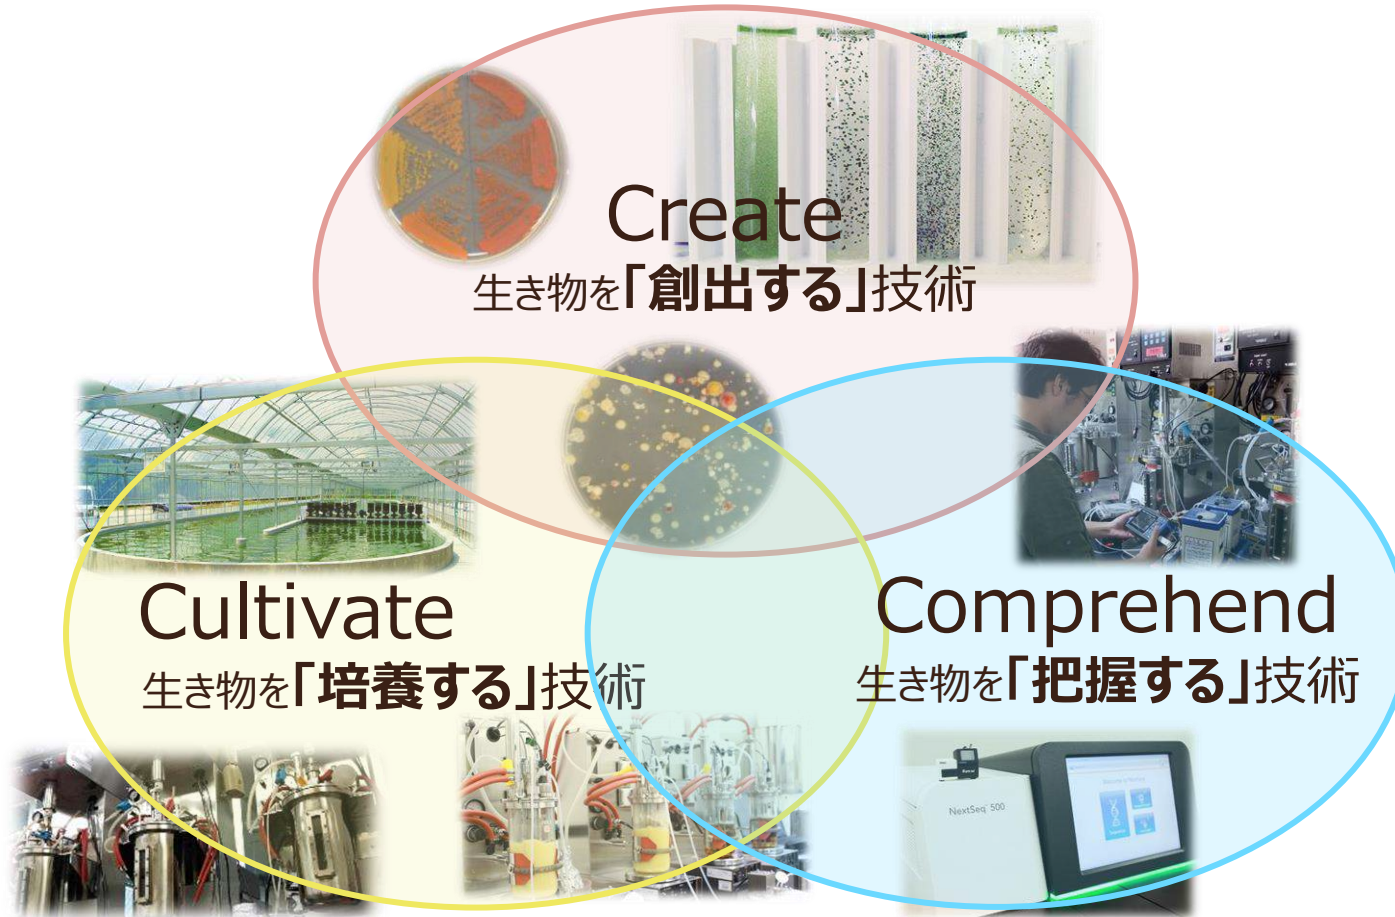 Create
生き物を「創出する」技術
Cultivate
生き物を「培養する」技術
Comprehend
生き物を「把握する」技術
NextSeq 500